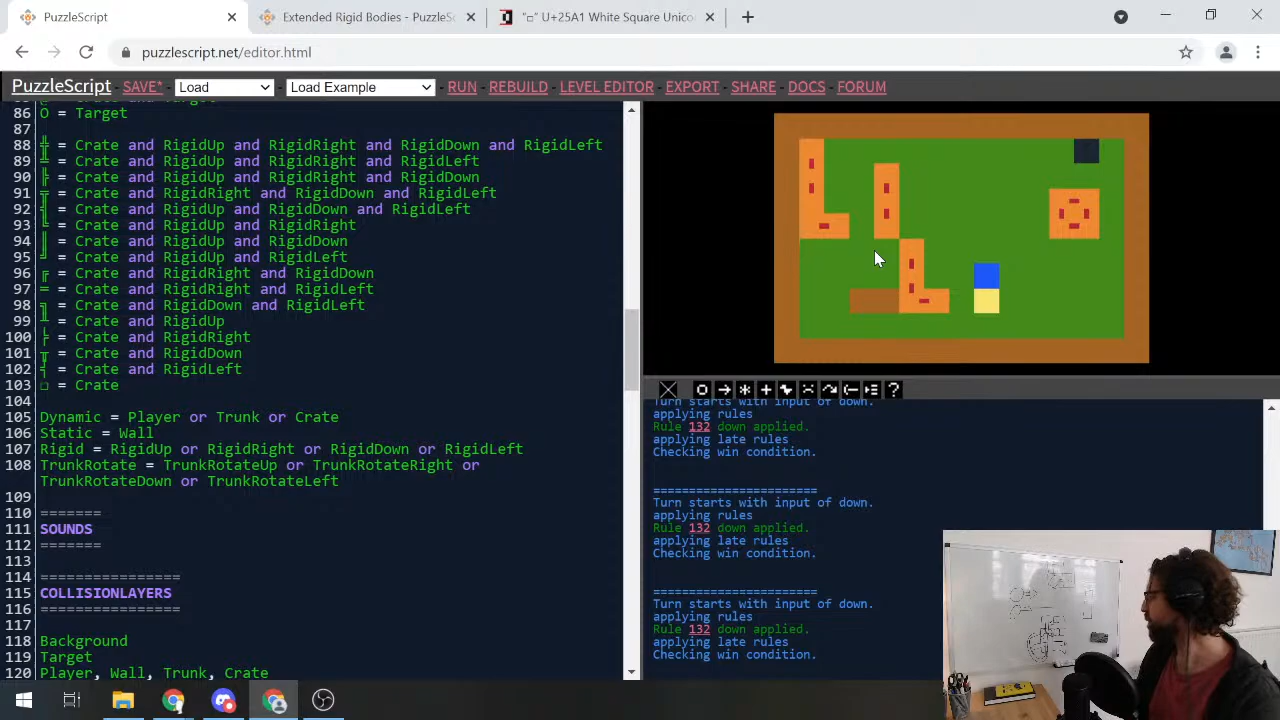 PuzzleScript
Extended Rigid Bodies - PuzzleSc
"□" U+25A1 White Square Unico
puzzlescript.net/editor.html
PuzzleScript SAVE* Load Load Example RUN - REBUILD - LEVEL EDITOR - EXPORT - SHARE - DOCS - FORUM
86 O = Target
87
88 ╬ = Crate and RigidUp and RigidRight and RigidDown and RigidLeft
89 ╩ = Crate and RigidUp and RigidRight and RigidLeft
90 ╠ = Crate and RigidUp and RigidRight and RigidDown
91 ╦ = Crate and RigidRight and RigidDown and RigidLeft
92 ╣ = Crate and RigidUp and RigidDown and RigidLeft
93 ╚ = Crate and RigidUp and RigidRight
94 ║ = Crate and RigidUp and RigidDown
95 ╝ = Crate and RigidUp and RigidLeft
96 ╔ = Crate and RigidRight and RigidDown
97 ═ = Crate and RigidRight and RigidLeft
98 ╗ = Crate and RigidDown and RigidLeft
99 ╨ = Crate and RigidUp
100 ╞ = Crate and RigidRight
101 ╥ = Crate and RigidDown
102 ╡ = Crate and RigidLeft
103 □ = Crate
104
105 Dynamic = Player or Trunk or Crate
106 Static = Wall
107 Rigid = RigidUp or RigidRight or RigidDown or RigidLeft
108 TrunkRotate = TrunkRotateUp or TrunkRotateRight or
TrunkRotateDown or TrunkRotateLeft
109
110 =======
111 SOUNDS
112 =======
113
114 ================
115 COLLISIONLAYERS
116 ================
117
118 Background
119 Target
120 Player, Wall, Trunk, Crate
Turn starts with input of down.
applying rules
Rule 132 down applied.
applying late rules
Checking win condition.
=======================
Turn starts with input of down.
applying rules
Rule 132 down applied.
applying late rules
Checking win condition.
=======================
Turn starts with input of down.
applying rules
Rule 132 down applied.
applying late rules
Checking win condition.